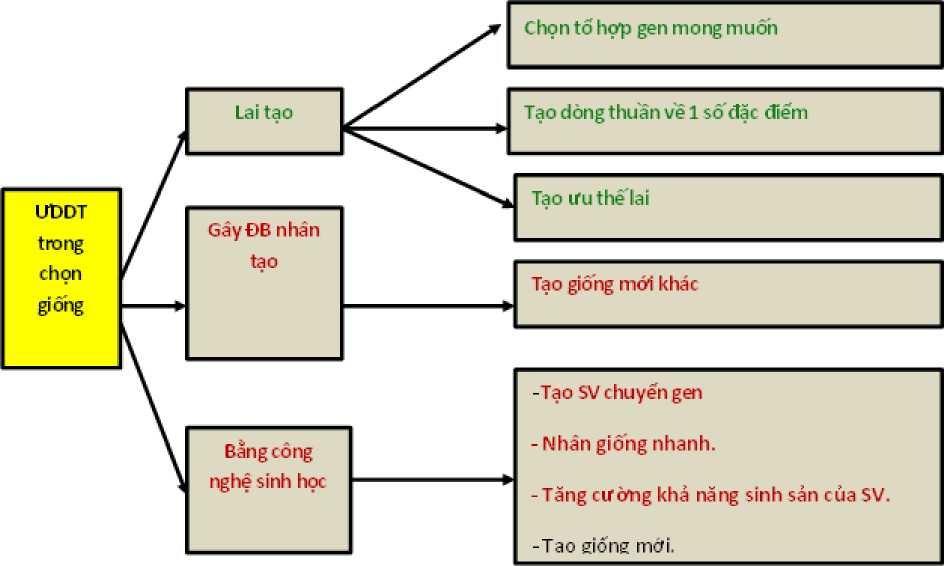 ƯDDT
trong
chọn
giống
Lai tạo
Chọn tổ hợp gen mong muốn
Tạo dòng thuần về 1 số đặc điểm
Tạo ưu thế lai
Gây ĐB nhân
tạo
Tạo giống mới khác
Bằng công
nghệ sinh học
-Tạo SV chuyển gen
- Nhân giống nhanh.
- Tăng cường khả năng sinh sản của SV.
-Tạo giống mới.